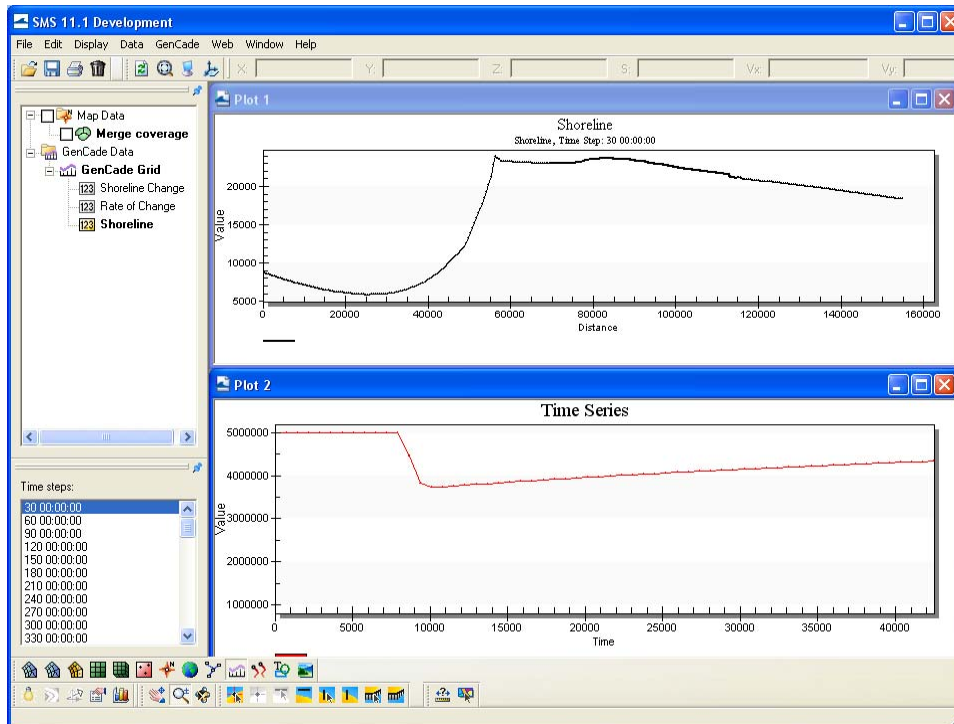 SMS 11.1 Development
File Edit Display Data GenCade Web Window Help
X: Y: Z: S: Vx: Vy:
Map Data
Merge coverage
GenCade Data
GenCade Grid
123 Shoreline Change
123 Rate of Change
123 Shoreline
Time steps:
30 00:00:00
60 00:00:00
90 00:00:00
120 00:00:00
150 00:00:00
180 00:00:00
210 00:00:00
240 00:00:00
270 00:00:00
300 00:00:00
330 00:00:00
Plot 1
Shoreline
Shoreline, Time Step: 30 00:00:00
Value
20000
15000
10000
5000
0 20000 40000 60000 80000 100000 120000 140000 160000
Distance
Plot 2
Time Series
Value
5000000
4000000
3000000
2000000
1000000
0 5000 10000 15000 20000 25000 30000 35000 40000
Time